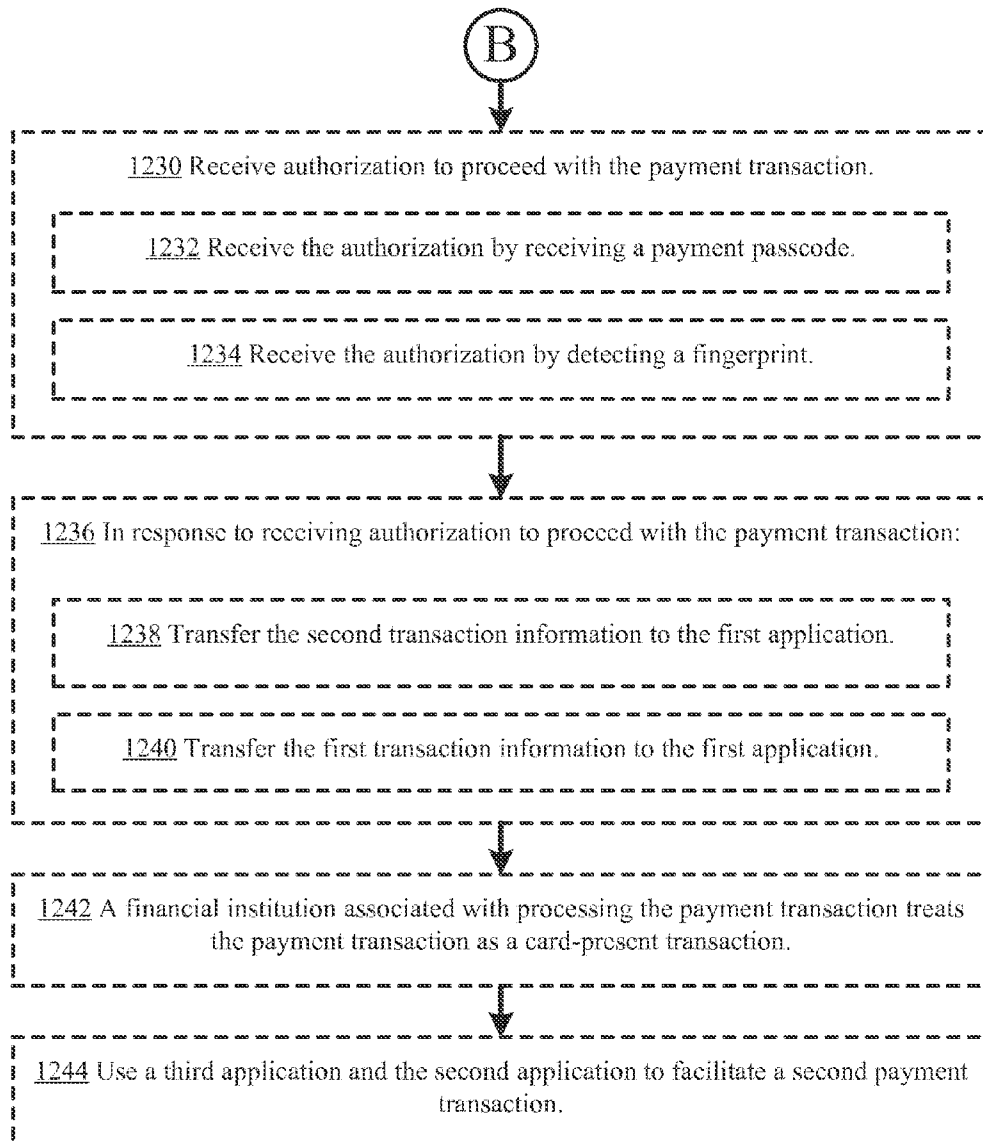 B
1230 Receive authorization to proceed with the payment transaction.
1232 Receive the authorization by receiving a payment passcode.
1234 Receive the authorization by detecting a fingerprint.
1236 In response to receiving authorization to proceed with the payment transaction:
1238 Transfer the second transaction information to the first application.
1240 Transfer the first transaction information to the first application.
1242 A financial institution associated with processing the payment transaction treats
the payment transaction as a card-present transaction.
1244 Use a third application and the second application to facilitate a second payment
transaction.